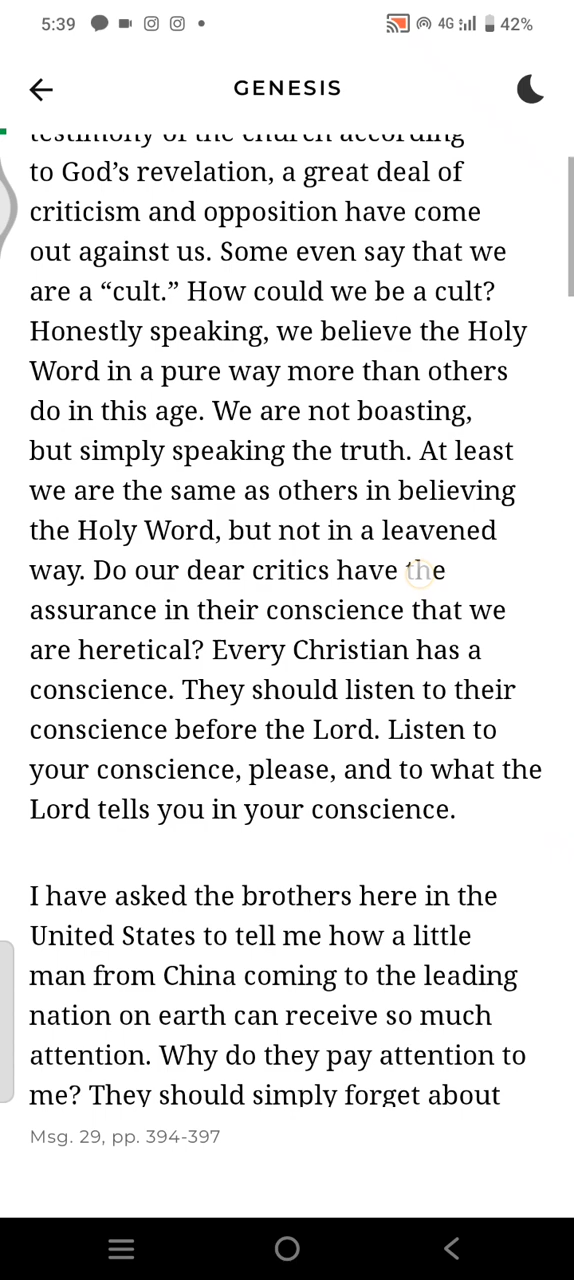 5:39
4G
42%
GENESIS
testimony of the church according
to God’s revelation, a great deal of
criticism and opposition have come
out against us. Some even say that we
are a “cult.” How could we be a cult?
Honestly speaking, we believe the Holy
Word in a pure way more than others
do in this age. We are not boasting,
but simply speaking the truth. At least
we are the same as others in believing
the Holy Word, but not in a leavened
way. Do our dear critics have the
assurance in their conscience that we
are heretical? Every Christian has a
conscience. They should listen to their
conscience before the Lord. Listen to
your conscience, please, and to what the
Lord tells you in your conscience.
I have asked the brothers here in the
United States to tell me how a little
man from China coming to the leading
nation on earth can receive so much
attention. Why do they pay attention to
me? They should simply forget about
Msg. 29, pp. 394-397